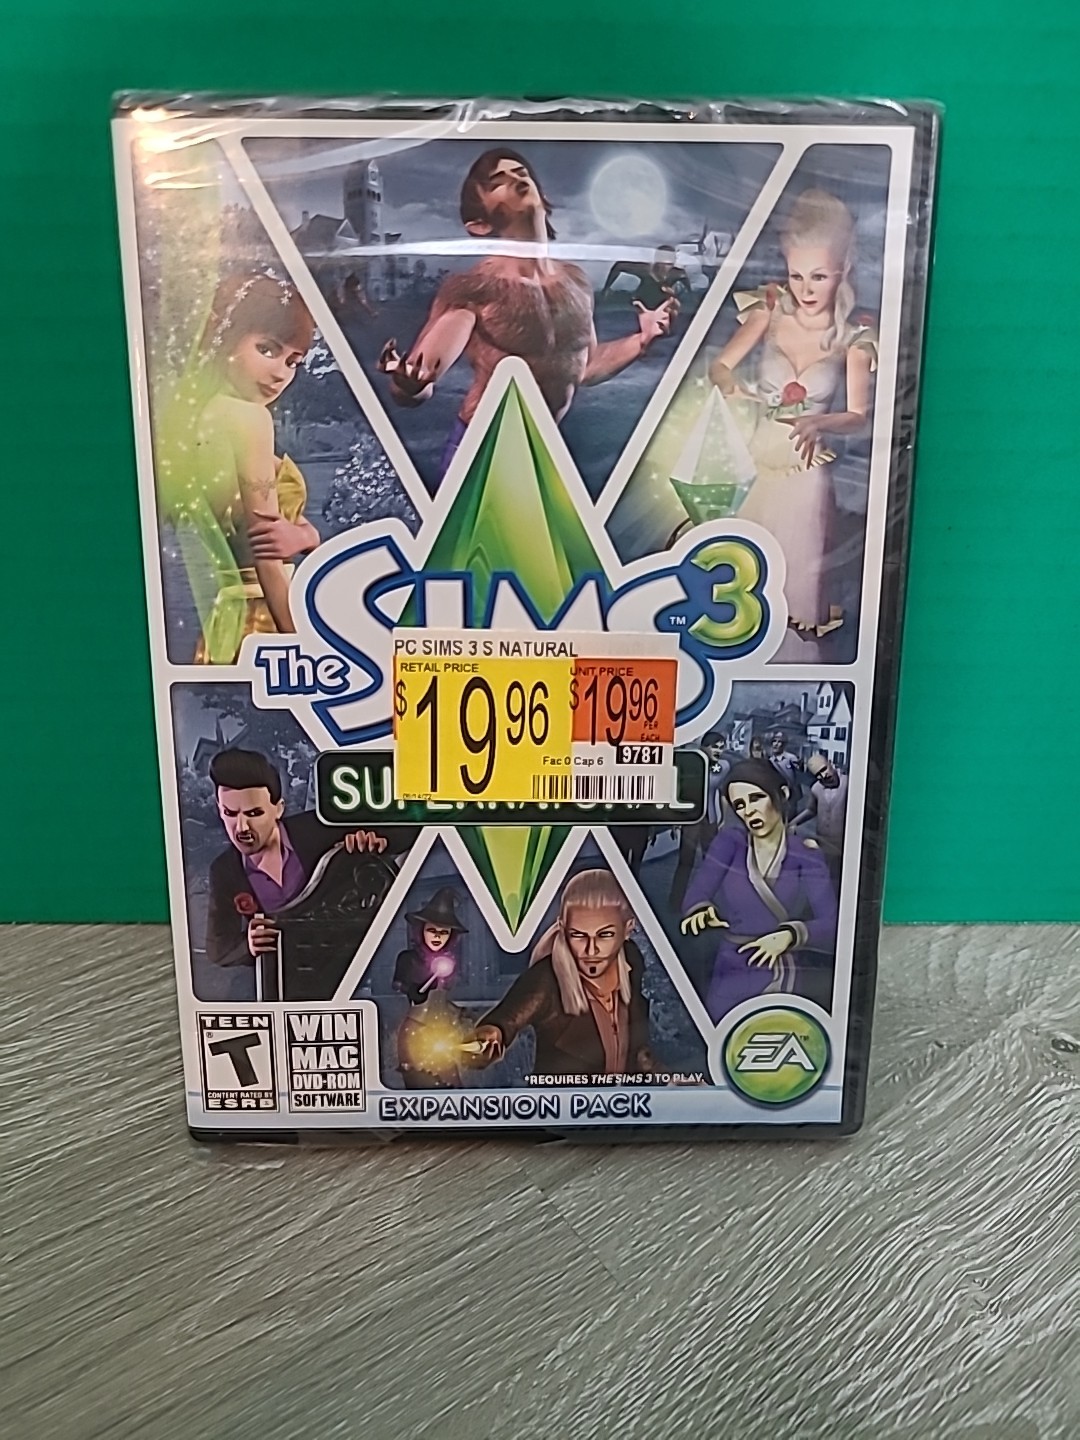 The SIMS 3 ™
PC SIMS 3 S NATURAL
RETAIL PRICE
UNIT PRICE
$19 96
$19 96
PER
EACH
Fac 0 Cap 6
9781
TEEN
T
CONTENT RATED BY
ESRB
WIN
MAC
DVD-ROM
SOFTWARE
*REQUIRES THE SIMS 3 TO PLAY.
EXPANSION PACK
EA™